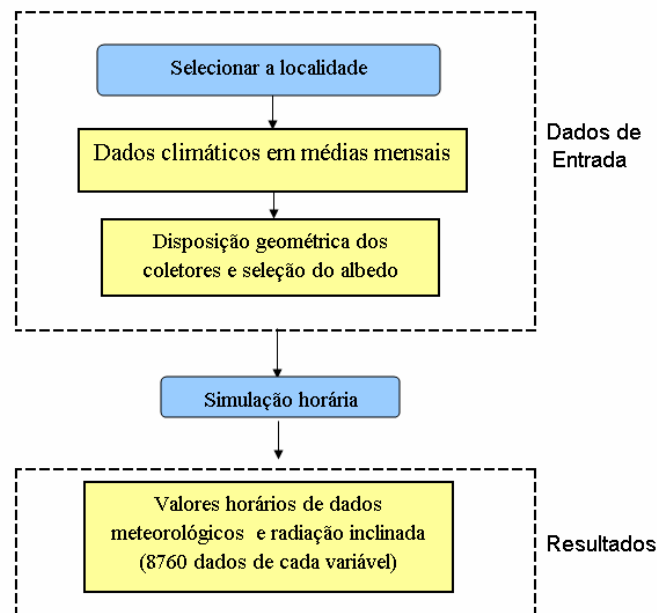 Selecionar a localidade
Dados climáticos em médias mensais
Disposição geométrica dos
coletores e seleção do albedo
Dados de
Entrada
Simulação horária
Valores horários de dados
meteorológicos e radiação inclinada
(8760 dados de cada variável)
Resultados